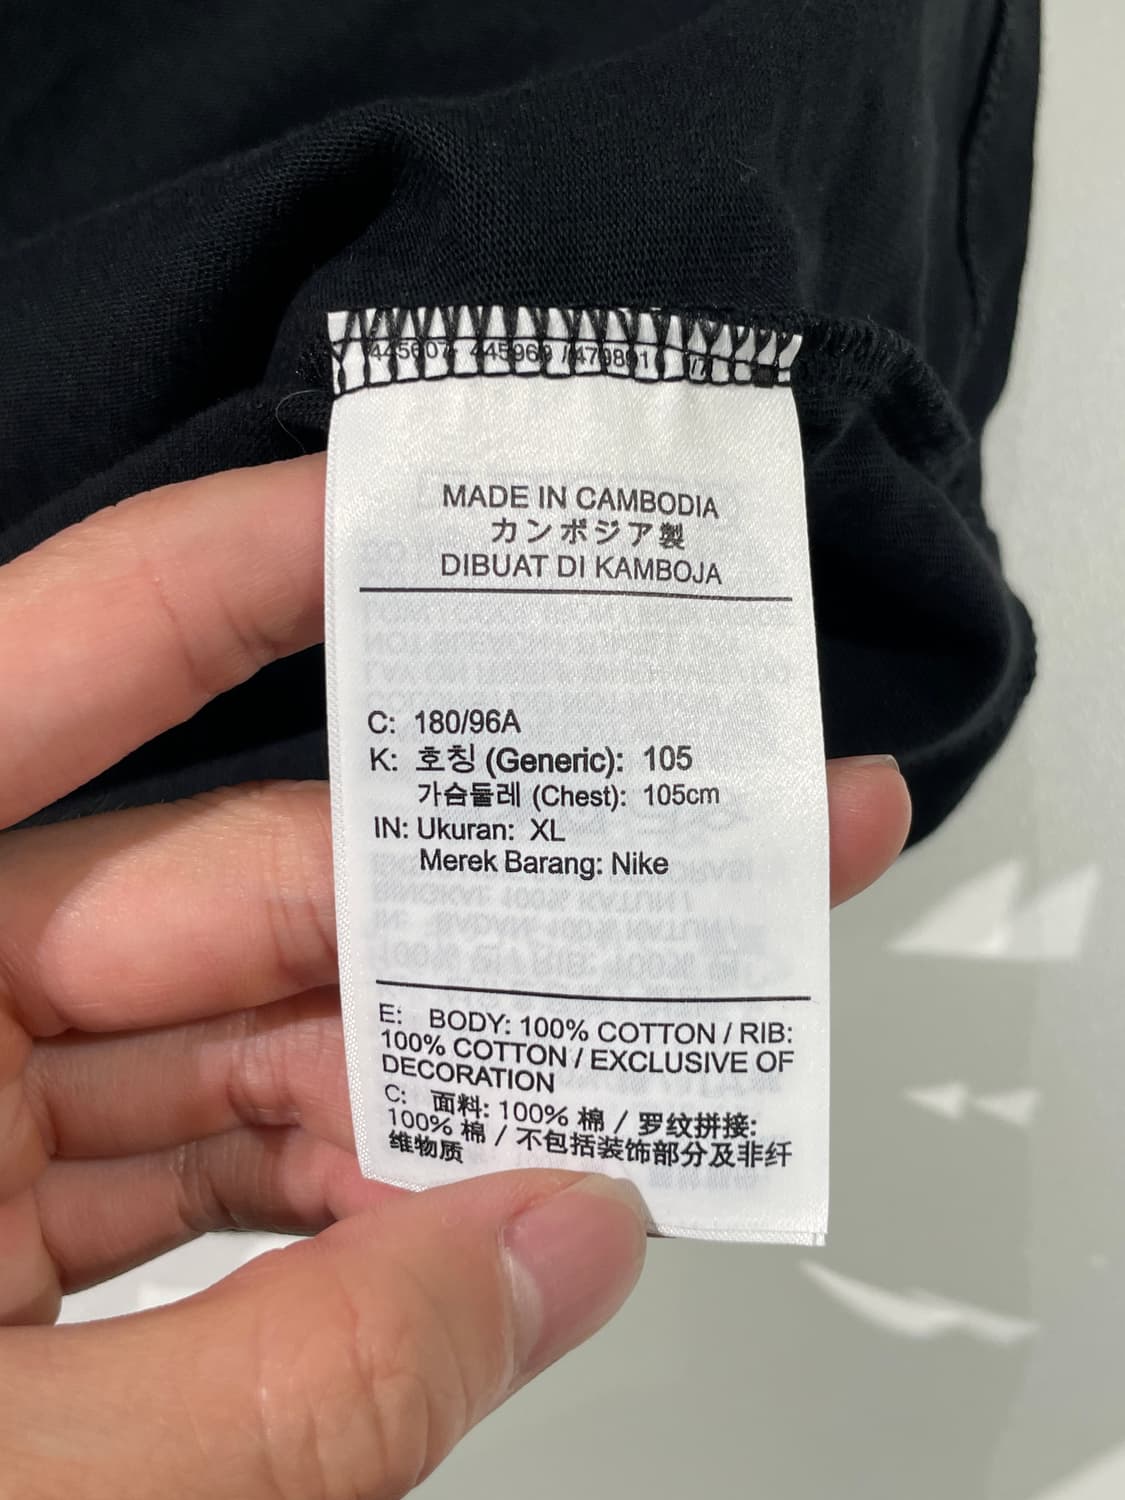 MADE IN CAMBODIA
カンボジア製
DIBUAT DI KAMBOJA
C: 180/96A
K: 호칭 (Generic): 105
가슴둘레 (Chest): 105cm
IN: Ukuran: XL
Merek Barang: Nike
E: BODY: 100% COTTON / RIB:
100% COTTON / EXCLUSIVE OF
DECORATION
C: 面料: 100% 棉 / 罗纹拼接:
100% 棉 / 不包括装饰部分及非纤
维物质